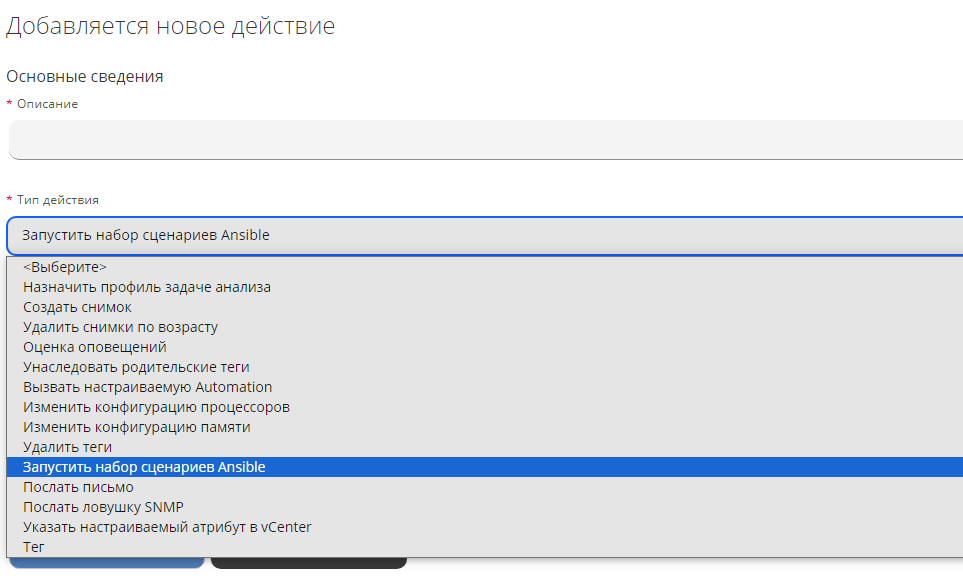 Добавляется новое действие
Основные сведения
* Описание
* Тип действия
Запустить набор сценариев Ansible
<Выберите>
Назначить профиль задаче анализа
Создать снимок
Удалить снимки по возрасту
Оценка оповещений
Унаследовать родительские теги
Вызвать настраиваемую Automation
Изменить конфигурацию процессоров
Изменить конфигурацию памяти
Удалить теги
Запустить набор сценариев Ansible
Послать письмо
Послать ловушку SNMP
Указать настраиваемый атрибут в vCenter
Тег